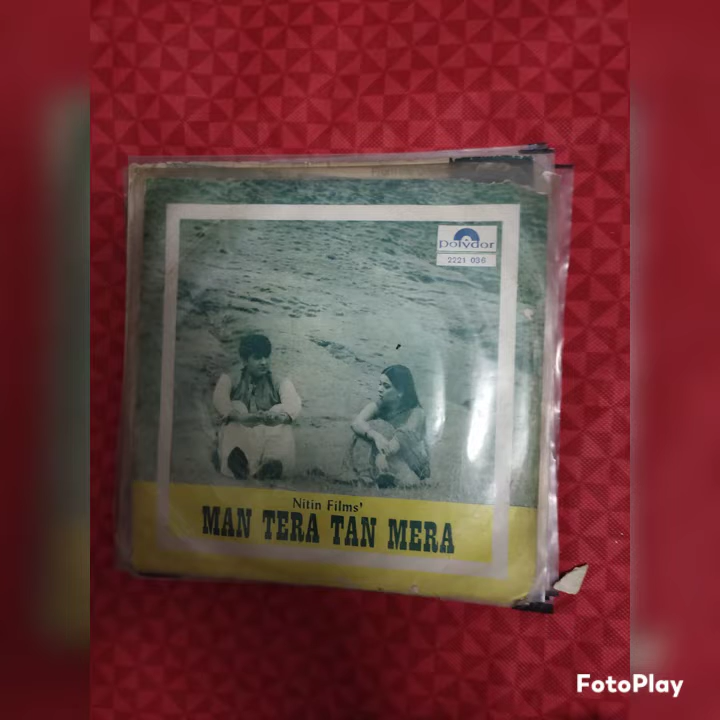 polydor
2221 036
Nitin Films'
MAN TERA TAN MERA
FotoPlay